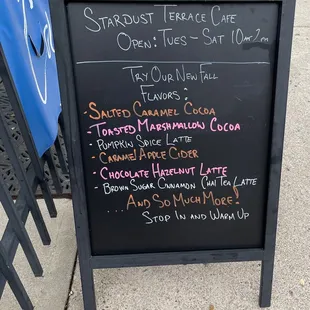 Stardust Terrace Cafe
Open: Tues - Sat 10am-2pm
Try Our New Fall
Flavors:
- Salted Caramel Cocoa
- Toasted Marshmallow Cocoa
- Pumpkin Spice Latte
- Caramel Apple Cider
- Chocolate Hazelnut Latte
- Brown Sugar Cinnamon Chai Tea Latte
... And So Much More!
Stop In and Warm Up